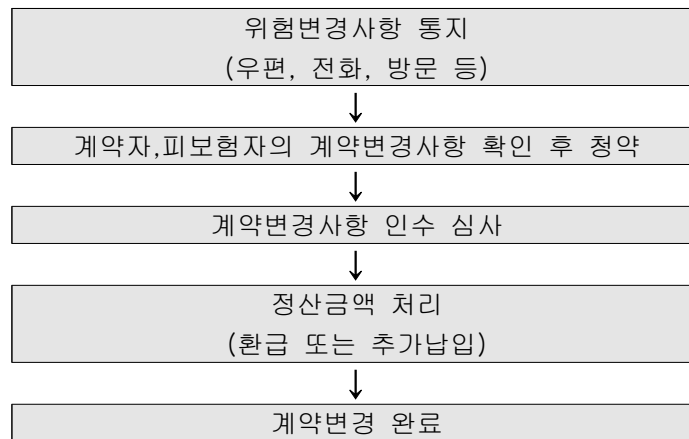 위험변경사항 통지
(우편, 전화, 방문 등)
↓
계약자,피보험자의 계약변경사항 확인 후 청약
↓
계약변경사항 인수 심사
↓
정산금액 처리
(환급 또는 추가납입)
↓
계약변경 완료